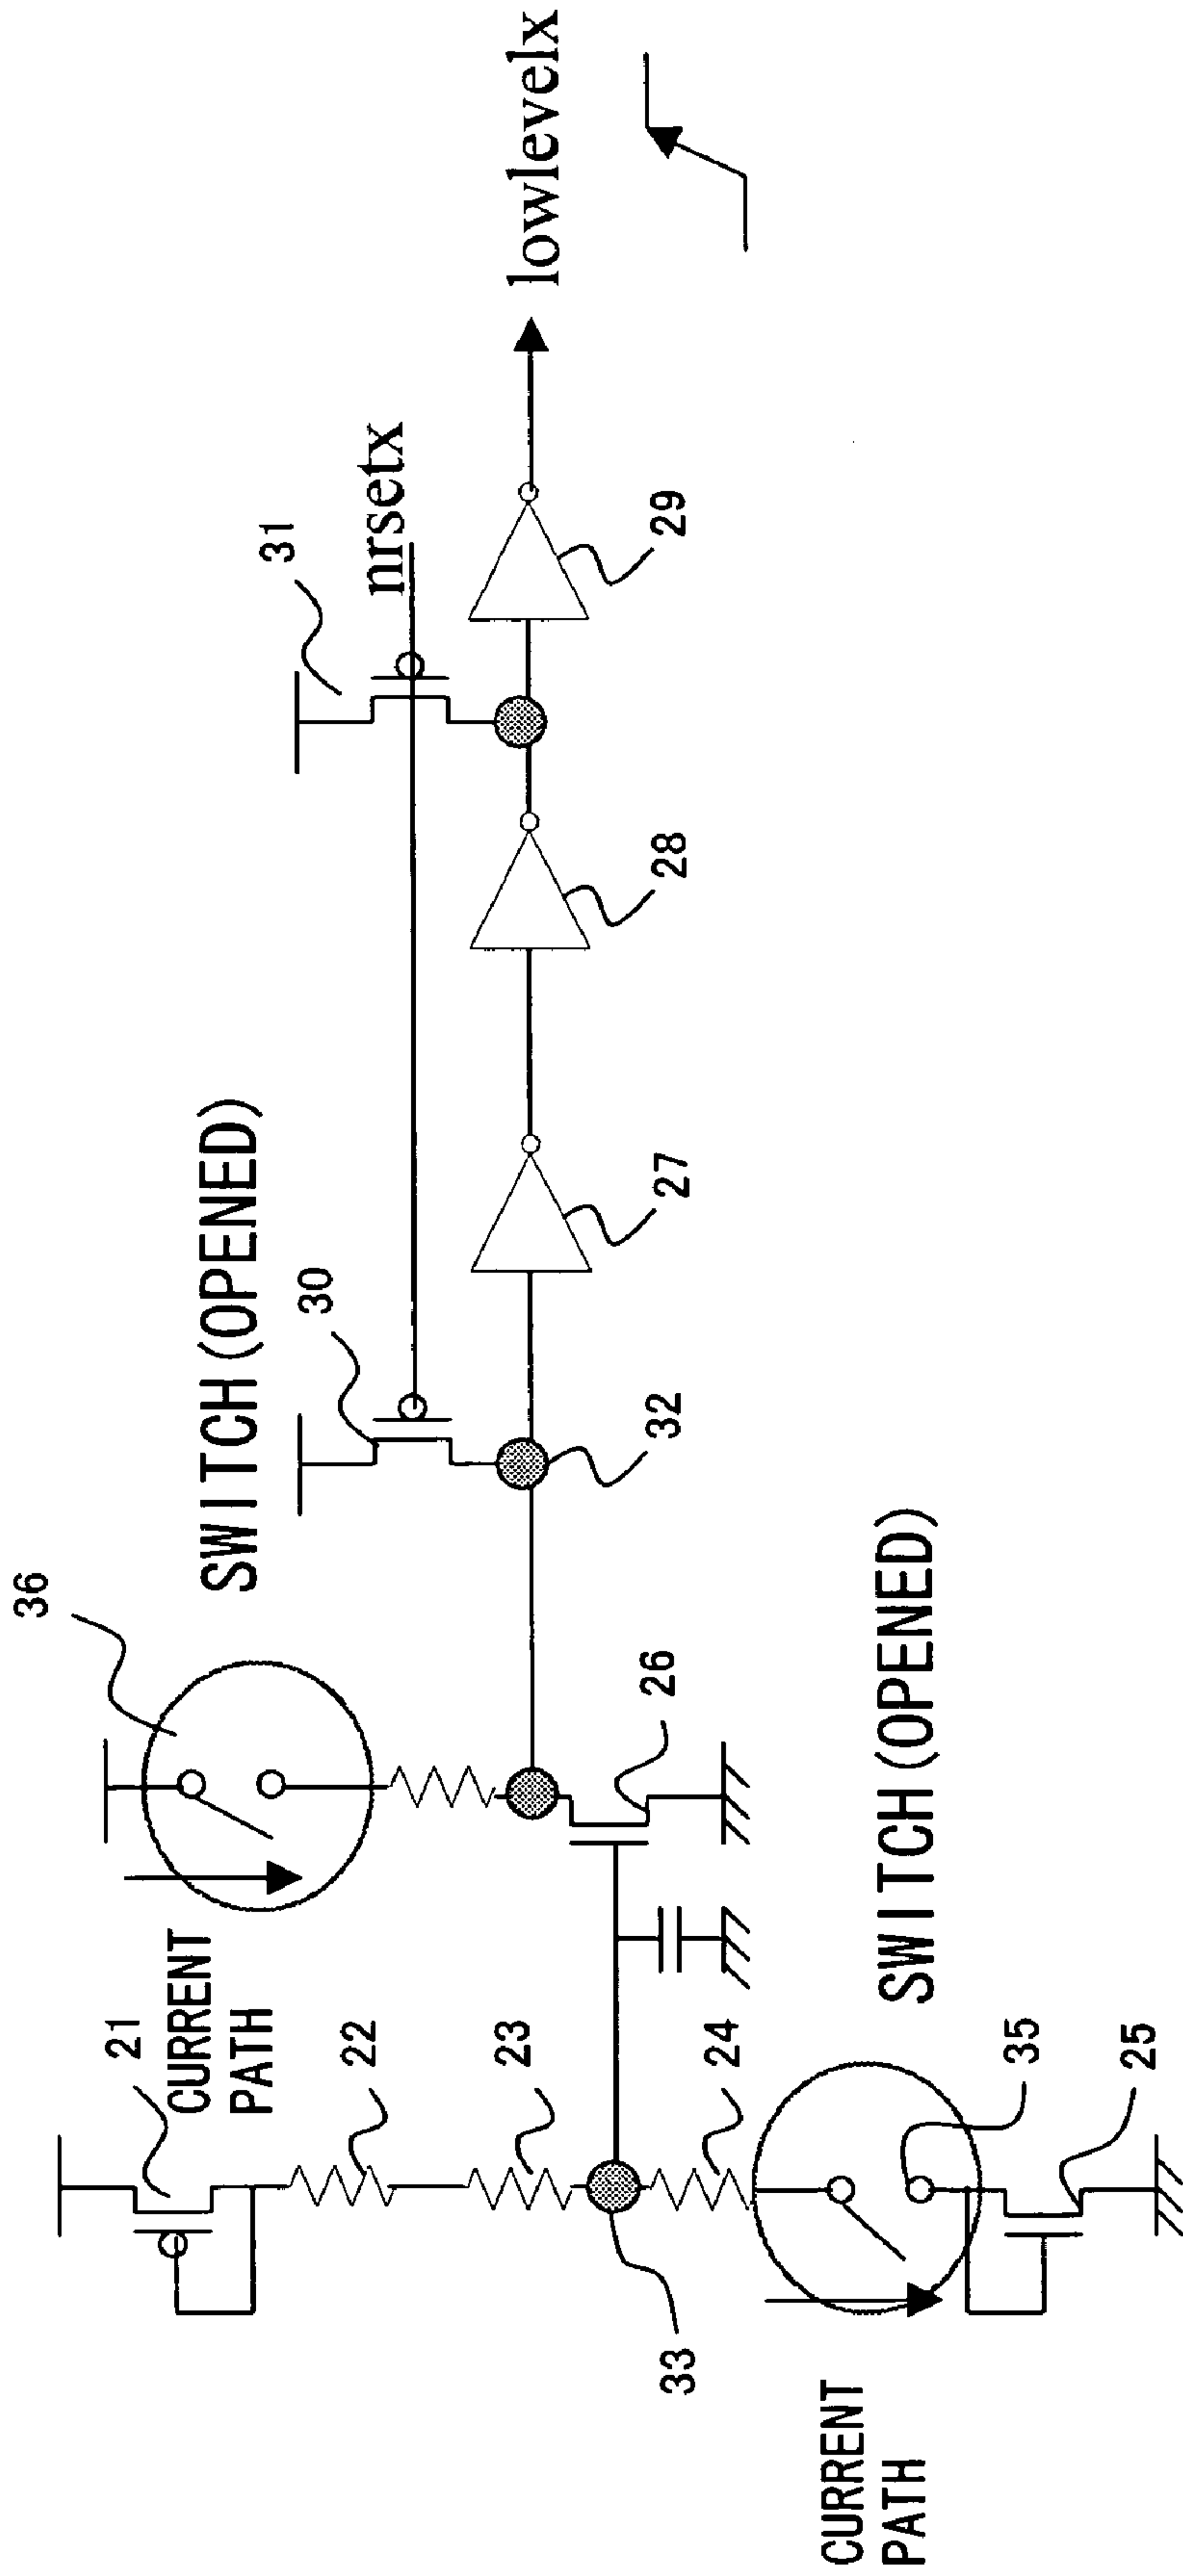 36
SWITCH(OPENED)
30
31
nrsetx
lowlevelx
CURRENT
PATH
21
22
23
24
33
26
32
27
28
29
SWITCH(OPENED)
35
25
CURRENT
PATH